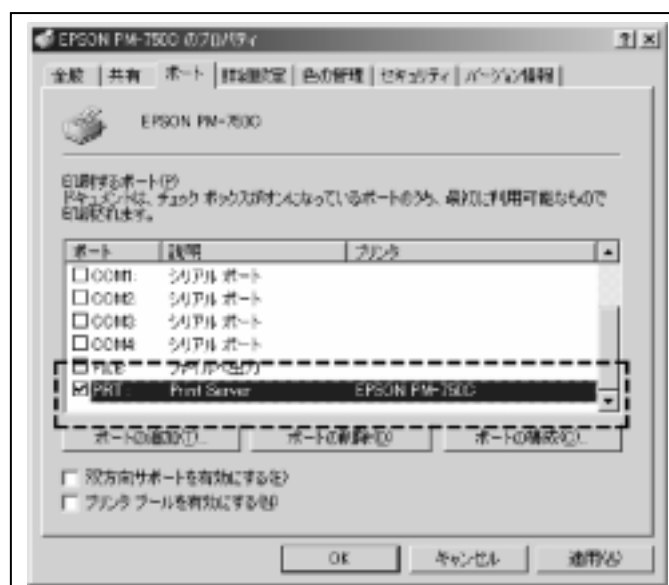 EPSON PM-750C のプロパティ
全般 共有 ポート 詳細設定 色の管理 セキュリティ バージョン情報
EPSON PM-750C
印刷するポート(P)
ドキュメントは、チェック ボックスがオンになっているポートのうち、最初に利用可能なもので
印刷されます。
ポート 説明 プリンタ
COM1: シリアル ポート
COM2: シリアル ポート
COM3: シリアル ポート
COM4: シリアル ポート
FILE: ファイルへ出力
PRT: Print Server EPSON PM-750C
ポートの追加(T)... ポートの削除(D) ポートの構成(C)...
双方向サポートを有効にする(E)
プリンタ プールを有効にする(N)
OK キャンセル 適用(A)